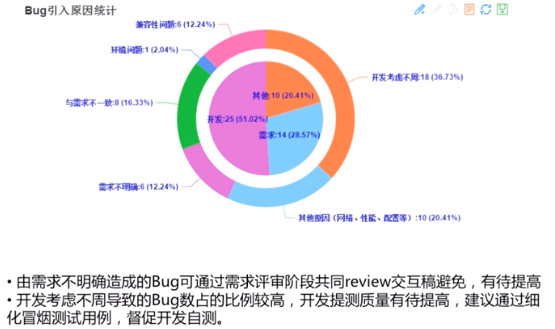 Bug引入原因统计
兼容性问题:6 (12.24%)
环境问题:1 (2.04%)
开发考虑不周:18 (36.73%)
其他:10 (20.41%)
与需求不一致:8 (16.33%)
开发:25 (51.02%)
需求:14 (28.57%)
需求不明确:6 (12.24%)
其他原因（网络、性能、配置等）:10 (20.41%)
• 由需求不明确造成的Bug可通过需求评审阶段共同review交互稿避免，有待提高
• 开发考虑不周导致的Bug数占的比例较高，开发提测质量有待提高，建议通过细
化冒烟测试用例，督促开发自测。